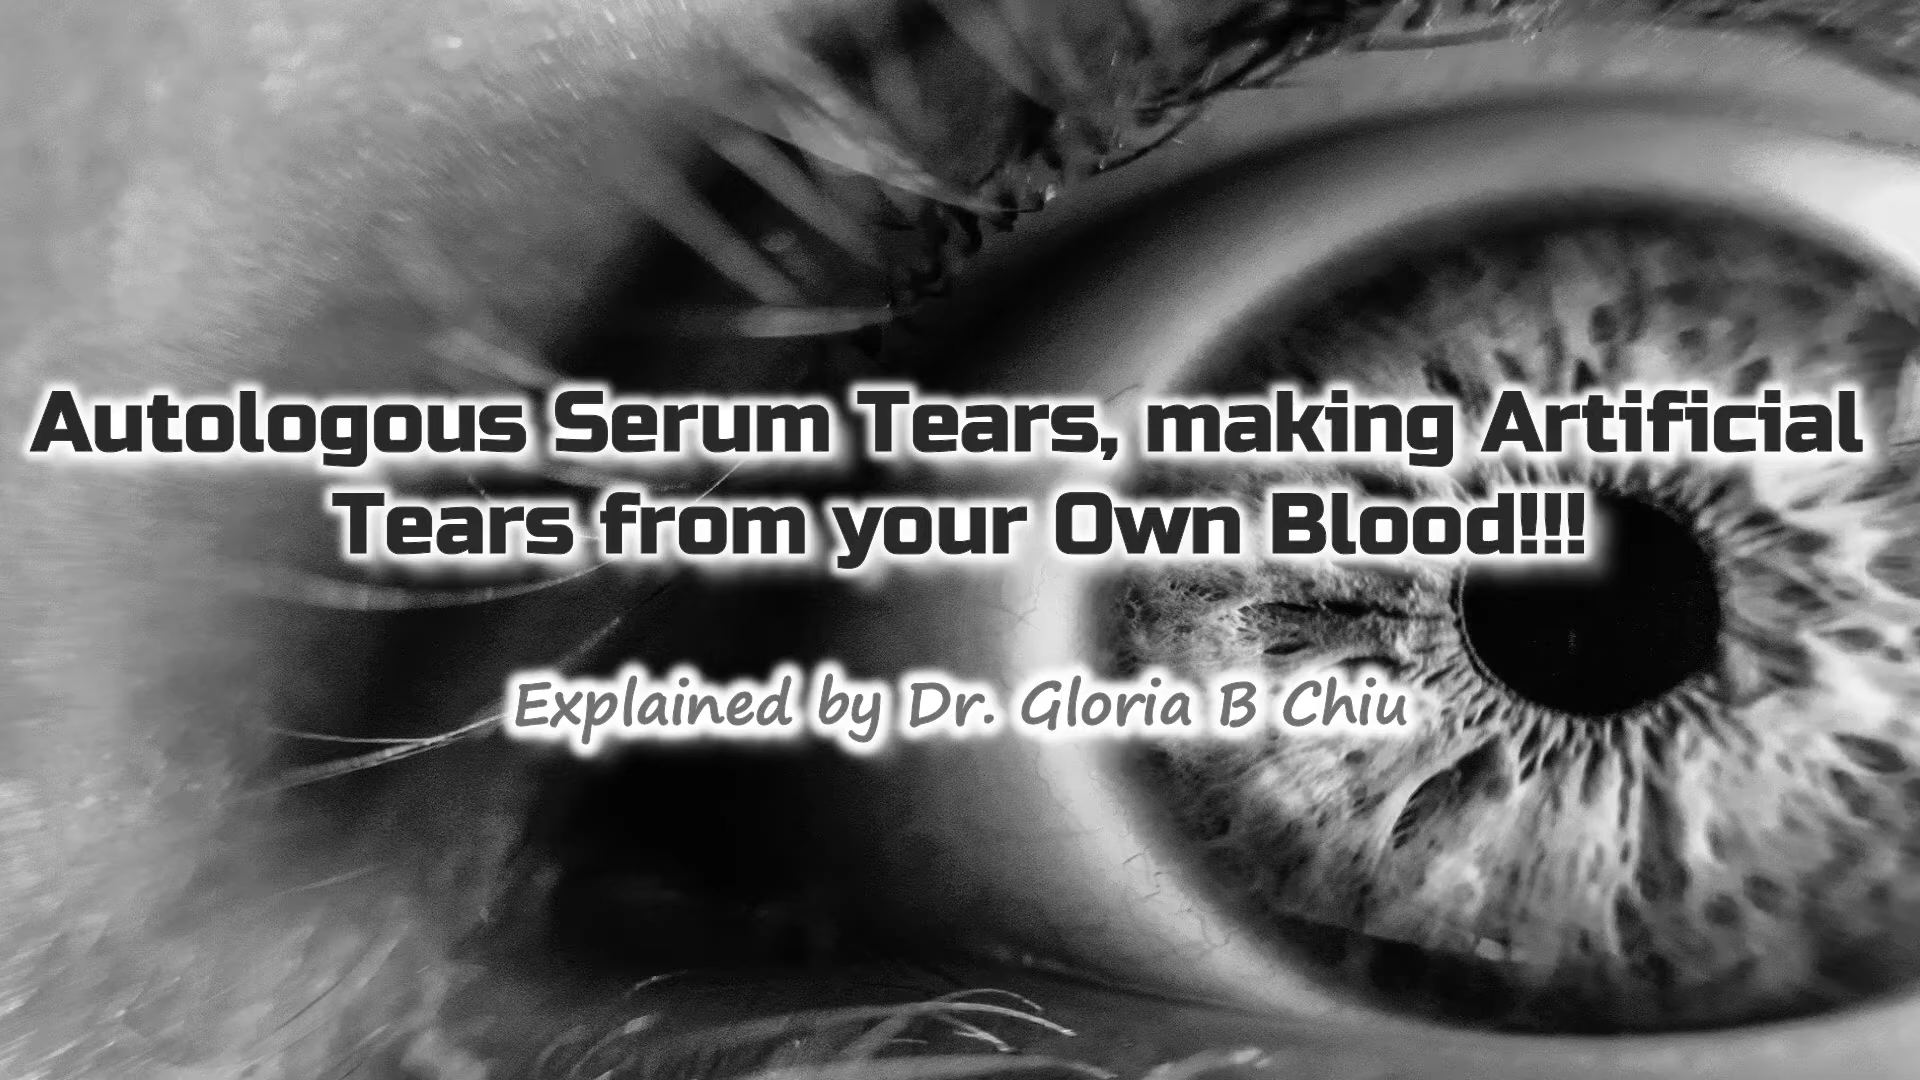 Autologous Serum Tears, making Artificial
Tears from your Own Blood!!!
Explained by Dr. Gloria B Chiu